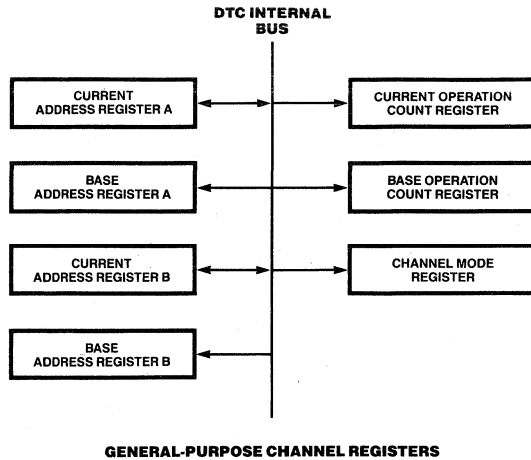 DTC INTERNAL
BUS
CURRENT
ADDRESS REGISTER A
CURRENT OPERATION
COUNT REGISTER
BASE
ADDRESS REGISTER A
BASE OPERATION
COUNT REGISTER
CURRENT
ADDRESS REGISTER B
CHANNEL MODE
REGISTER
BASE
ADDRESS REGISTER B
GENERAL-PURPOSE CHANNEL REGISTERS